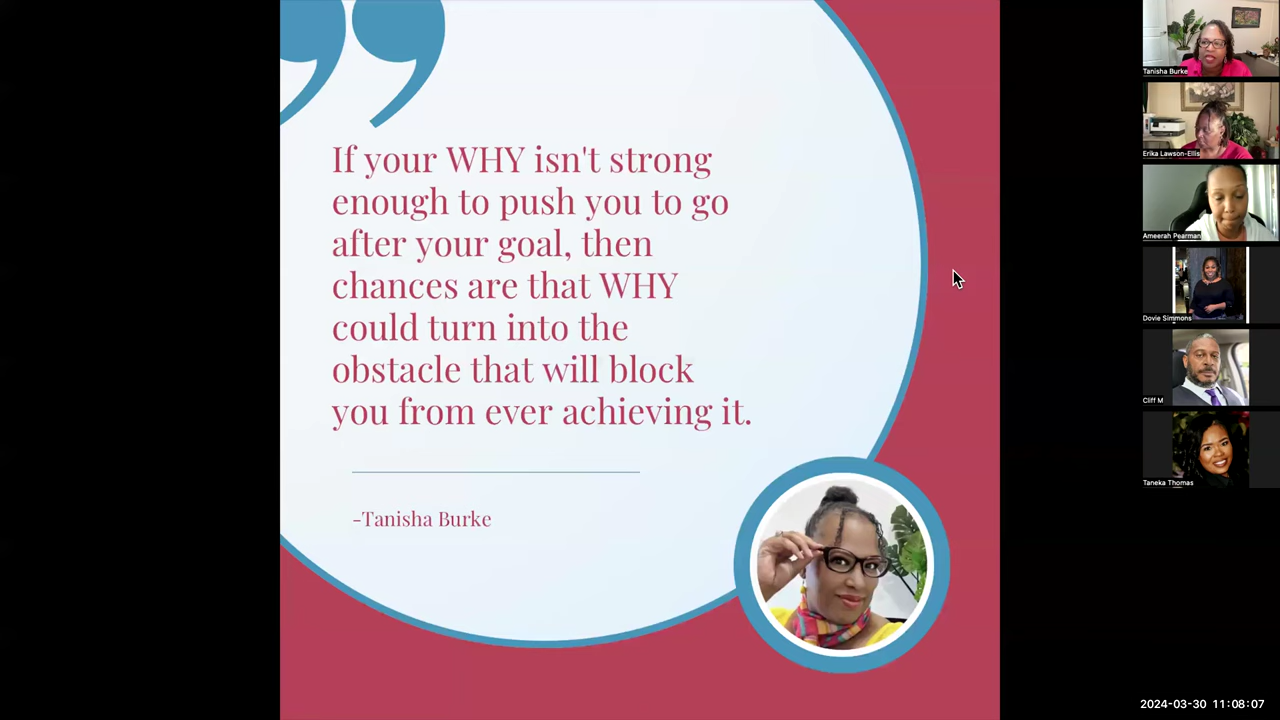 If your WHY isn't strong
enough to push you to go
after your goal, then
chances are that WHY
could turn into the
obstacle that will block
you from ever achieving it.
-Tanisha Burke
Tanisha Burke
Erika Lawson-Ellis
Ameerah Pearman
Dovie Simmons
Cliff M
Taneka Thomas
2024-03-30 11:08:07